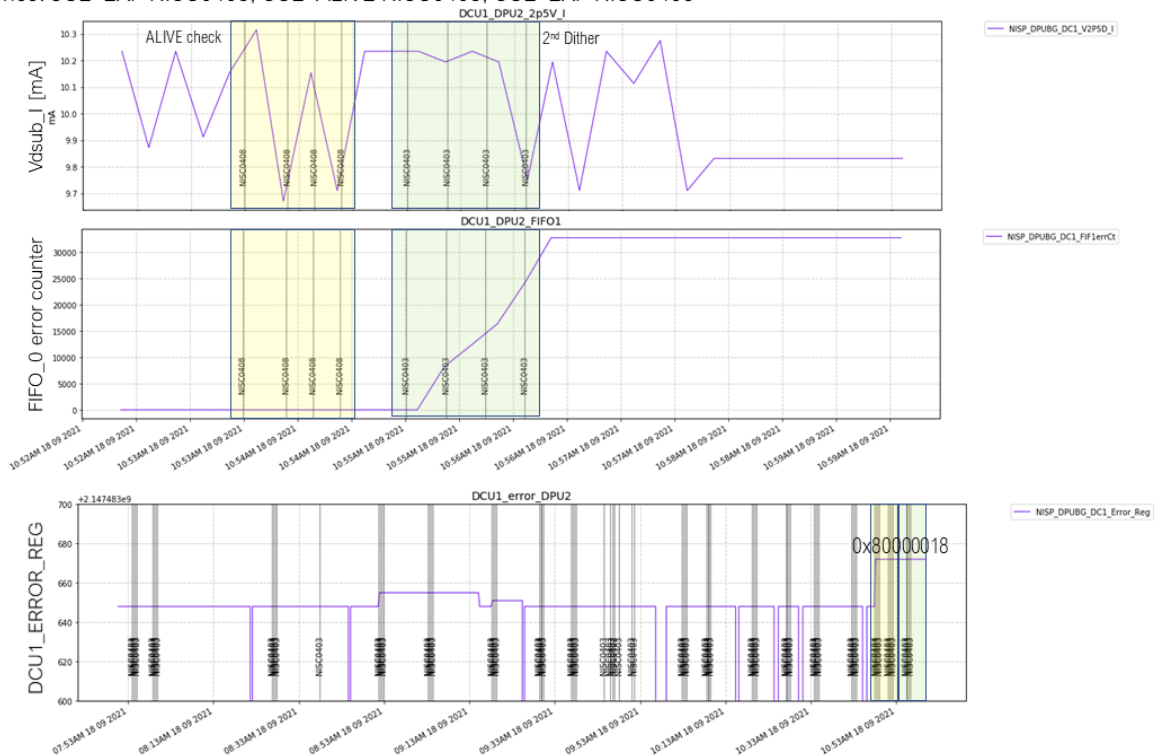 DCU1_DPU2_2p5V_I
NISP_DPUBG_DC1_V2P5D_I
ALIVE check
2nd Dither
Vdsub_I [mA]
mA
10.3
10.2
10.1
10.0
9.9
9.8
9.7
NISC0408 NISC0408 NISC0408 NISC0408 NISC0403 NISC0403 NISC0403 NISC0403
DCU1_DPU2_FIFO1
NISP_DPUBG_DC1_FIF1errCt
FIFO_0 error counter
30000
25000
20000
15000
10000
5000
0
NISC0408 NISC0408 NISC0408 NISC0408 NISC0403 NISC0403 NISC0403 NISC0403
10:52AM 18 09 2021
10:52AM 18 09 2021
10:53AM 18 09 2021
10:53AM 18 09 2021
10:54AM 18 09 2021
10:54AM 18 09 2021
10:55AM 18 09 2021
10:55AM 18 09 2021
10:56AM 18 09 2021
10:56AM 18 09 2021
10:57AM 18 09 2021
10:57AM 18 09 2021
10:58AM 18 09 2021
10:58AM 18 09 2021
10:59AM 18 09 2021
10:59AM 18 09 2021
+2.147483e9
DCU1_error_DPU2
NISP_DPUBG_DC1_Error_Reg
DCU1_ERROR_REG
700
680
660
640
620
600
0x80000018
NISC0403
07:53AM 18 09 2021
08:13AM 18 09 2021
08:33AM 18 09 2021
08:53AM 18 09 2021
09:13AM 18 09 2021
09:33AM 18 09 2021
09:53AM 18 09 2021
10:13AM 18 09 2021
10:33AM 18 09 2021
10:53AM 18 09 2021